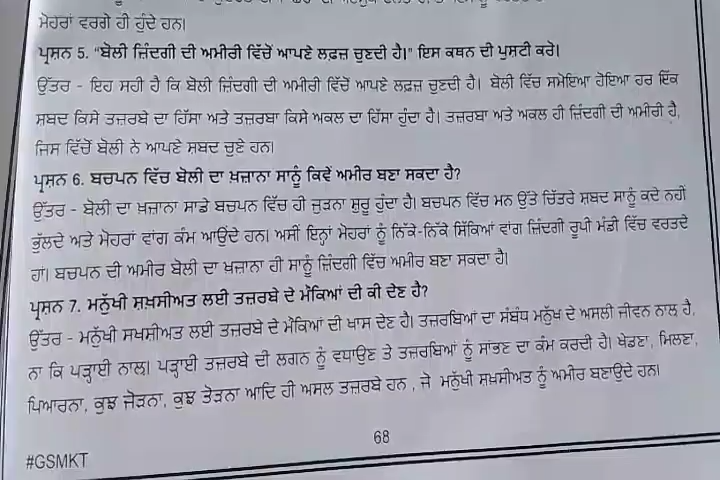 ਮੋਹਰਾਂ ਵਰਗੇ ਹੀ ਹੁੰਦੇ ਹਨ।
ਪ੍ਰਸ਼ਨ 5. “ਬੋਲੀ ਜ਼ਿੰਦਗੀ ਦੀ ਅਮੀਰੀ ਵਿੱਚੋਂ ਆਪਣੇ ਲਫ਼ਜ਼ ਚੁਣਦੀ ਹੈ।” ਇਸ ਕਥਨ ਦੀ ਪੁਸ਼ਟੀ ਕਰੋ।
ਉੱਤਰ - ਇਹ ਸਹੀ ਹੈ ਕਿ ਬੋਲੀ ਜ਼ਿੰਦਗੀ ਦੀ ਅਮੀਰੀ ਵਿੱਚੋਂ ਆਪਣੇ ਲਫ਼ਜ਼ ਚੁਣਦੀ ਹੈ। ਬੋਲੀ ਵਿੱਚ ਸਮੋਇਆ ਹੋਇਆ ਹਰ ਇੱਕ
ਸ਼ਬਦ ਕਿਸੇ ਤਜ਼ਰਬੇ ਦਾ ਹਿੱਸਾ ਅਤੇ ਤਜ਼ਰਬਾ ਕਿਸੇ ਅਕਲ ਦਾ ਹਿੱਸਾ ਹੁੰਦਾ ਹੈ। ਤਜ਼ਰਬਾ ਅਤੇ ਅਕਲ ਹੀ ਜ਼ਿੰਦਗੀ ਦੀ ਅਮੀਰੀ ਹੈ,
ਜਿਸ ਵਿੱਚੋਂ ਬੋਲੀ ਨੇ ਆਪਣੇ ਸ਼ਬਦ ਚੁਣੇ ਹਨ।
ਪ੍ਰਸ਼ਨ 6. ਬਚਪਨ ਵਿੱਚ ਬੋਲੀ ਦਾ ਖ਼ਜ਼ਾਨਾ ਸਾਨੂੰ ਕਿਵੇਂ ਅਮੀਰ ਬਣਾ ਸਕਦਾ ਹੈ?
ਉੱਤਰ - ਬੋਲੀ ਦਾ ਖ਼ਜ਼ਾਨਾ ਸਾਡੇ ਬਚਪਨ ਵਿੱਚ ਹੀ ਜੁੜਨਾ ਸ਼ੁਰੂ ਹੁੰਦਾ ਹੈ। ਬਚਪਨ ਵਿੱਚ ਮਨ ਉੱਤੇ ਚਿੱਤਰੇ ਸ਼ਬਦ ਸਾਨੂੰ ਕਦੇ ਨਹੀਂ
ਭੁੱਲਦੇ ਅਤੇ ਮੋਹਰਾਂ ਵਾਂਗ ਕੰਮ ਆਉਂਦੇ ਹਨ। ਅਸੀਂ ਇਨ੍ਹਾਂ ਮੋਹਰਾਂ ਨੂੰ ਨਿੱਕੇ-ਨਿੱਕੇ ਸਿੱਕਿਆਂ ਵਾਂਗ ਜ਼ਿੰਦਗੀ ਰੂਪੀ ਮੰਡੀ ਵਿੱਚ ਵਰਤਦੇ
ਹਾਂ। ਬਚਪਨ ਦੀ ਅਮੀਰ ਬੋਲੀ ਦਾ ਖ਼ਜ਼ਾਨਾ ਹੀ ਸਾਨੂੰ ਜ਼ਿੰਦਗੀ ਵਿੱਚ ਅਮੀਰ ਬਣਾ ਸਕਦਾ ਹੈ।
ਪ੍ਰਸ਼ਨ 7. ਮਨੁੱਖੀ ਸ਼ਖ਼ਸੀਅਤ ਲਈ ਤਜ਼ਰਬੇ ਦੇ ਮੌਕਿਆਂ ਦੀ ਕੀ ਦੇਣ ਹੈ?
ਉੱਤਰ - ਮਨੁੱਖੀ ਸਖਸੀਅਤ ਲਈ ਤਜ਼ਰਬੇ ਦੇ ਮੌਕਿਆਂ ਦੀ ਖਾਸ ਦੇਣ ਹੈ। ਤਜ਼ਰਬਿਆਂ ਦਾ ਸੰਬੰਧ ਮਨੁੱਖ ਦੇ ਅਸਲੀ ਜੀਵਨ ਨਾਲ ਹੈ,
ਨਾ ਕਿ ਪੜ੍ਹਾਈ ਨਾਲ। ਪੜ੍ਹਾਈ ਤਜ਼ਰਬੇ ਦੀ ਲਗਨ ਨੂੰ ਵਧਾਉਣ ਤੇ ਤਜ਼ਰਬਿਆਂ ਨੂੰ ਸਾਂਭਣ ਦਾ ਕੰਮ ਕਰਦੀ ਹੈ। ਖੇਡਣਾ, ਮਿਲਣਾ,
ਪਿਆਰਨਾ, ਕੁਝ ਜੋੜਨਾ, ਕੁਝ ਤੋੜਨਾ ਆਦਿ ਹੀ ਅਸਲ ਤਜ਼ਰਬੇ ਹਨ , ਜੋ ਮਨੁੱਖੀ ਸ਼ਖ਼ਸੀਅਤ ਨੂੰ ਅਮੀਰ ਬਣਾਉਂਦੇ ਹਨ।
68
#GSMKT